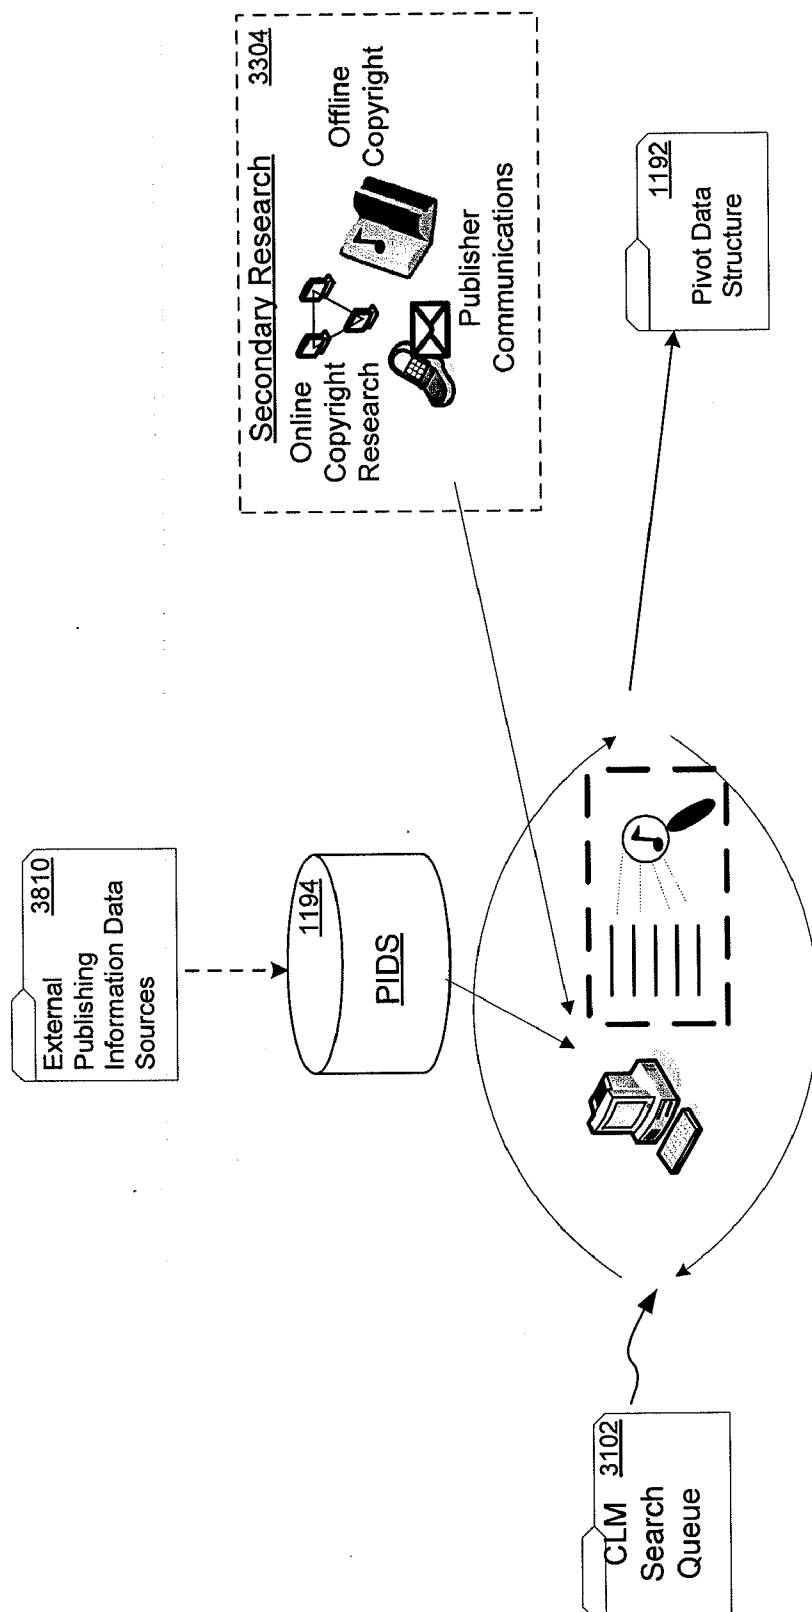 3810
External
Publishing
Information Data
Sources
1194
PIDS
Secondary Research
3304
Online
Copyright
Research
Offline
Copyright
Publisher
Communications
3102
CLM
Search
Queue
1192
Pivot Data
Structure